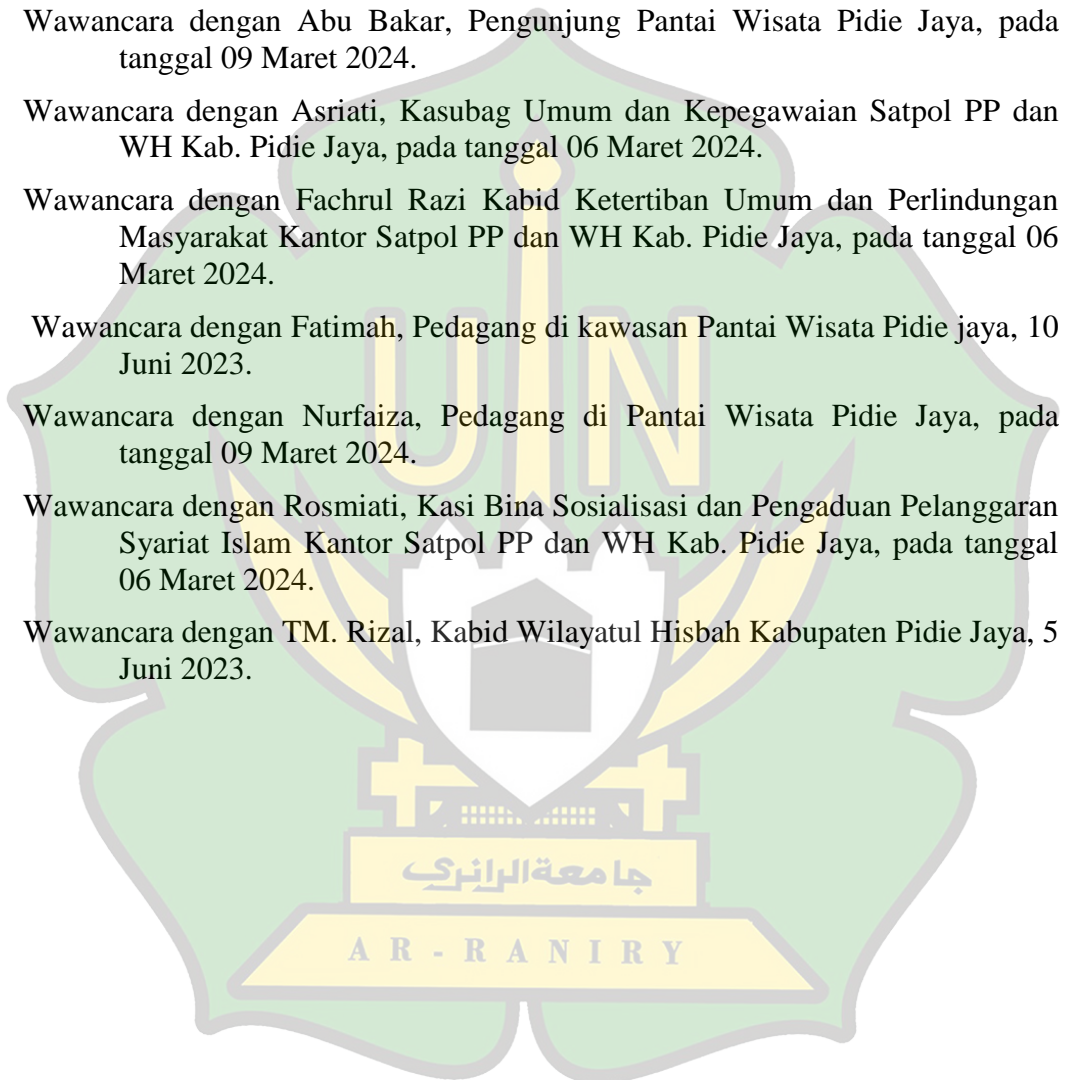 Wawancara dengan Abu Bakar, Pengunjung Pantai Wisata Pidie Jaya, pada
tanggal 09 Maret 2024.
Wawancara dengan Asriati, Kasubag Umum dan Kepegawaian Satpol PP dan
WH Kab. Pidie Jaya, pada tanggal 06 Maret 2024.
Wawancara dengan Fachrul Razi Kabid Ketertiban Umum dan Perlindungan
Masyarakat Kantor Satpol PP dan WH Kab. Pidie Jaya, pada tanggal 06
Maret 2024.
Wawancara dengan Fatimah, Pedagang di kawasan Pantai Wisata Pidie jaya, 10
Juni 2023.
Wawancara dengan Nurfaiza, Pedagang di Pantai Wisata Pidie Jaya, pada
tanggal 09 Maret 2024.
Wawancara dengan Rosmiati, Kasi Bina Sosialisasi dan Pengaduan Pelanggaran
Syariat Islam Kantor Satpol PP dan WH Kab. Pidie Jaya, pada tanggal
06 Maret 2024.
Wawancara dengan TM. Rizal, Kabid Wilayatul Hisbah Kabupaten Pidie Jaya, 5
Juni 2023.
UIN
جامعة الرانري
AR-RANIRY